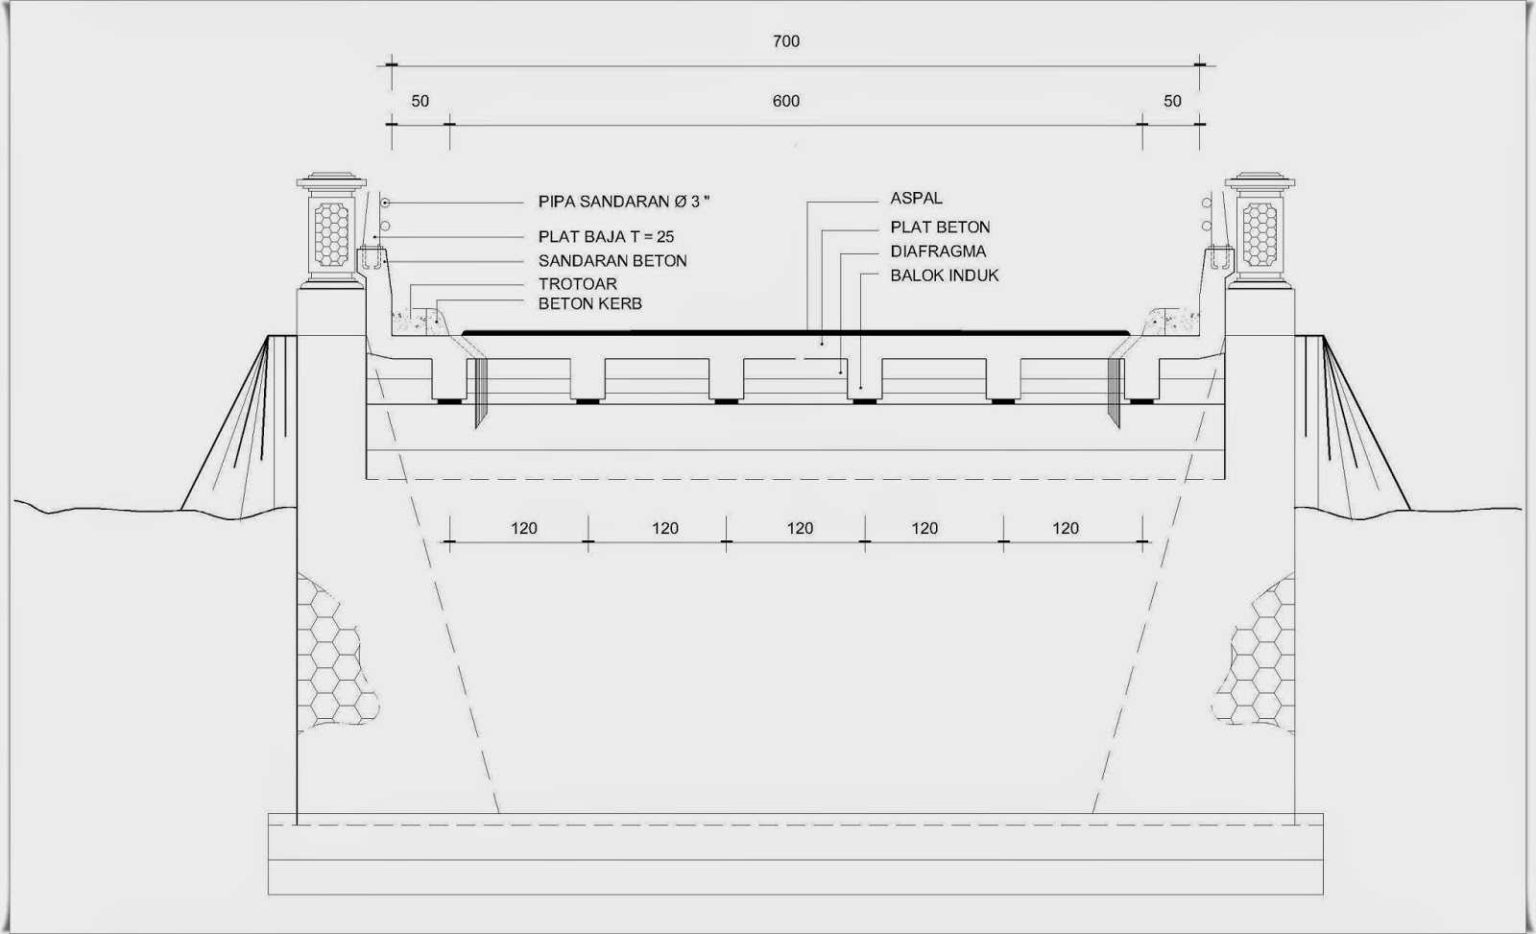 700
50 600 50
PIPA SANDARAN Ø 3 "
PLAT BAJA T = 25
SANDARAN BETON
TROTOAR
BETON KERB
ASPAL
PLAT BETON
DIAFRAGMA
BALOK INDUK
120 120 120 120 120